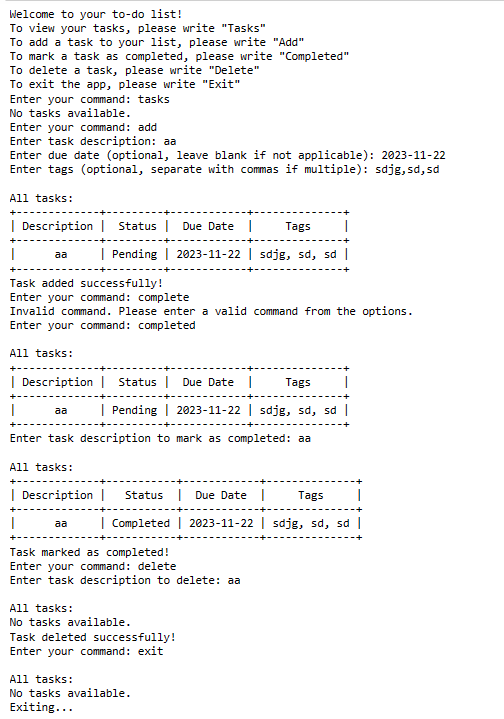 Welcome to your to-do list!
To view your tasks, please write "Tasks"
To add a task to your list, please write "Add"
To mark a task as completed, please write "Completed"
To delete a task, please write "Delete"
To exit the app, please write "Exit"
Enter your command: tasks
No tasks available.
Enter your command: add
Enter task description: aa
Enter due date (optional, leave blank if not applicable): 2023-11-22
Enter tags (optional, separate with commas if multiple): sdjg,sd,sd

All tasks:
+-------------+---------+------------+--------------+
| Description |  Status |  Due Date  |     Tags     |
+-------------+---------+------------+--------------+
|      aa     | Pending | 2023-11-22 | sdjg, sd, sd |
+-------------+---------+------------+--------------+
Task added successfully!
Enter your command: complete
Invalid command. Please enter a valid command from the options.
Enter your command: completed

All tasks:
+-------------+---------+------------+--------------+
| Description |  Status |  Due Date  |     Tags     |
+-------------+---------+------------+--------------+
|      aa     | Pending | 2023-11-22 | sdjg, sd, sd |
+-------------+---------+------------+--------------+
Enter task description to mark as completed: aa

All tasks:
+-------------+-----------+------------+--------------+
| Description |   Status  |  Due Date  |     Tags     |
+-------------+-----------+------------+--------------+
|      aa     | Completed | 2023-11-22 | sdjg, sd, sd |
+-------------+-----------+------------+--------------+
Task marked as completed!
Enter your command: delete
Enter task description to delete: aa

All tasks:
No tasks available.
Task deleted successfully!
Enter your command: exit

All tasks:
No tasks available.
Exiting...